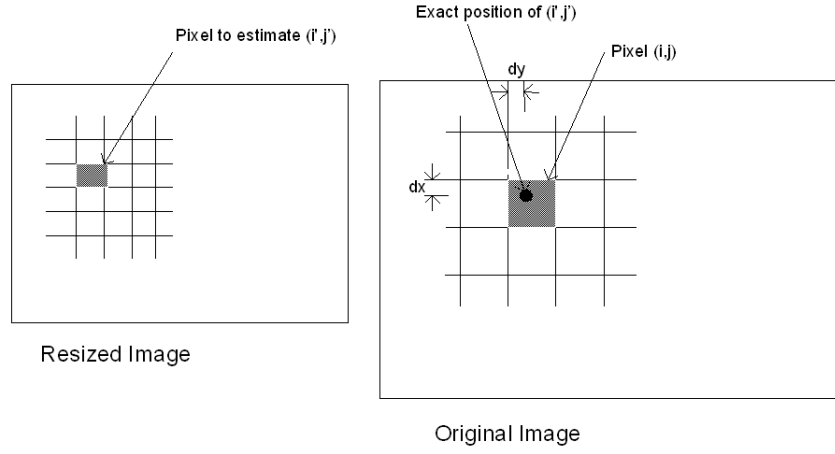 Pixel to estimate (i',j')
Exact position of (i',j')
Pixel (i,j)
dy
dx
Resized Image
Original Image